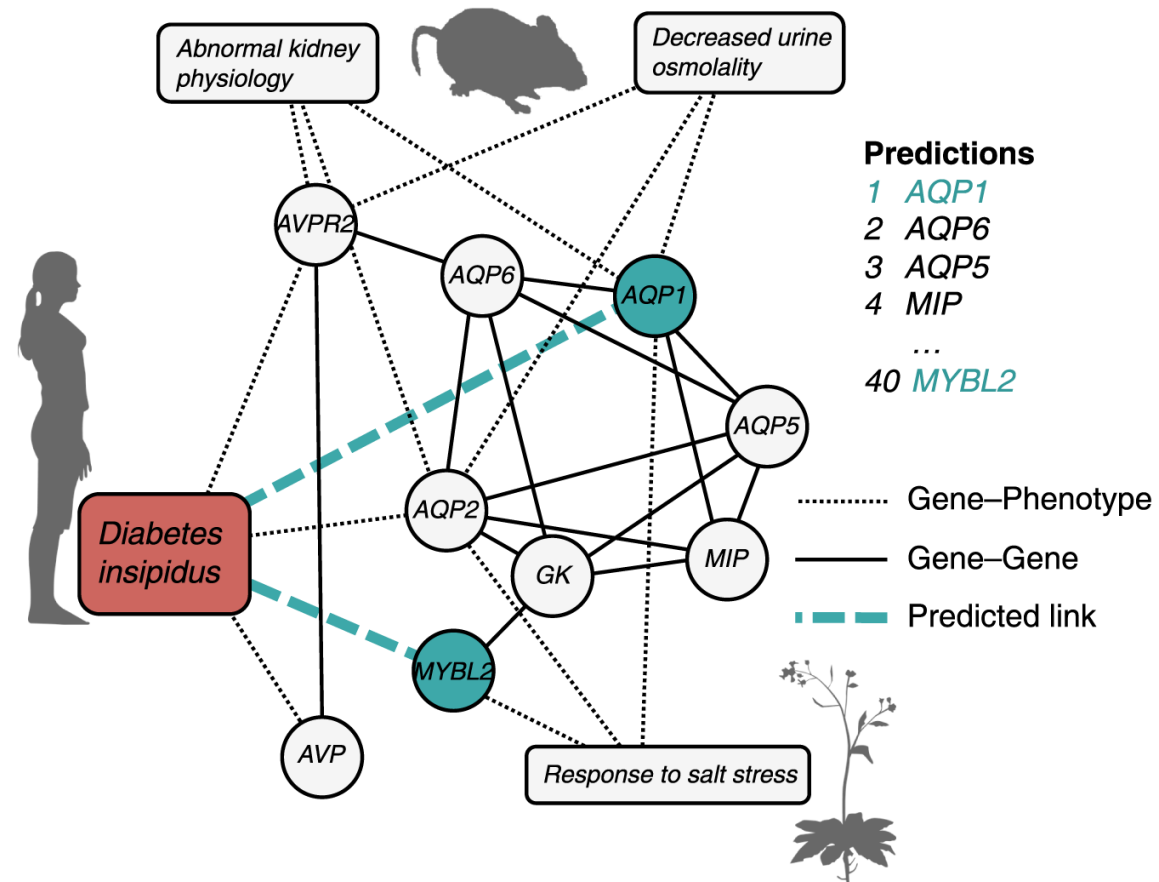 Abnormal kidney
physiology
Decreased urine
osmolality
Predictions
1 AQP1
2 AQP6
3 AQP5
4 MIP
...
40 MYBL2
AVPR2
AQP6
AQP1
AQP5
AQP2
GK
MIP
Diabetes
insipidus
MYBL2
AVP
Gene–Phenotype
Gene–Gene
Predicted link
Response to salt stress